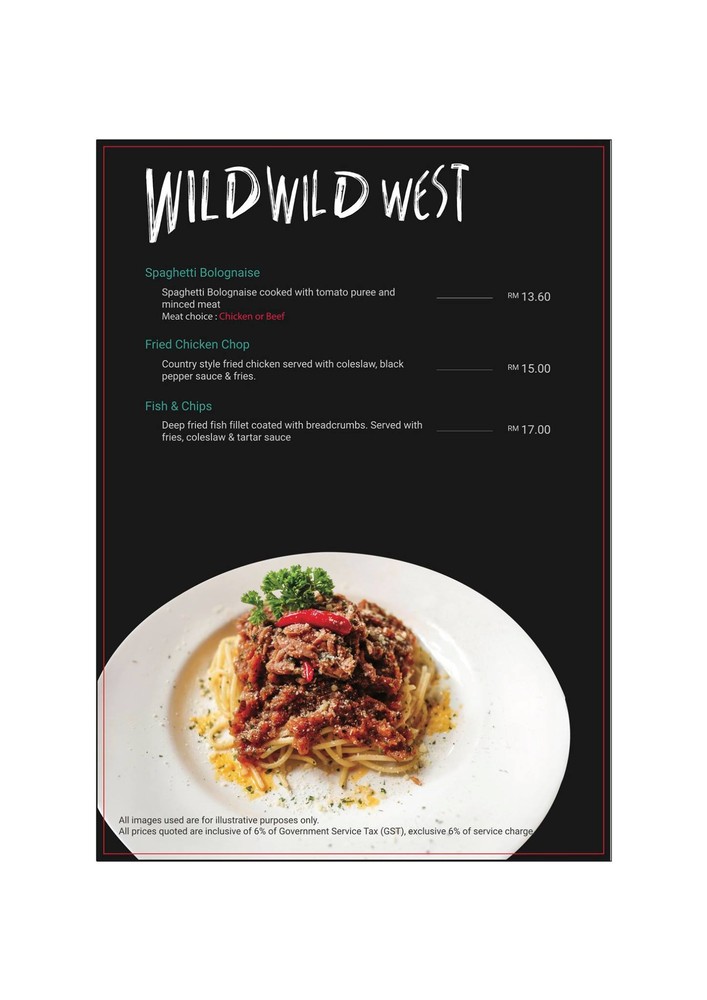 WILD WILD WEST
Spaghetti Bolognaise
Spaghetti Bolognaise cooked with tomato puree and
minced meat
RM 13.60
Meat choice : Chicken or Beef
Fried Chicken Chop
Country style fried chicken served with coleslaw, black
pepper sauce & fries.
RM 15.00
Fish & Chips
Deep fried fish fillet coated with breadcrumbs. Served with
fries, coleslaw & tartar sauce
RM 17.00
All images used are for illustrative purposes only.
All prices quoted are inclusive of 6% of Government Service Tax (GST), exclusive 6% of service charge